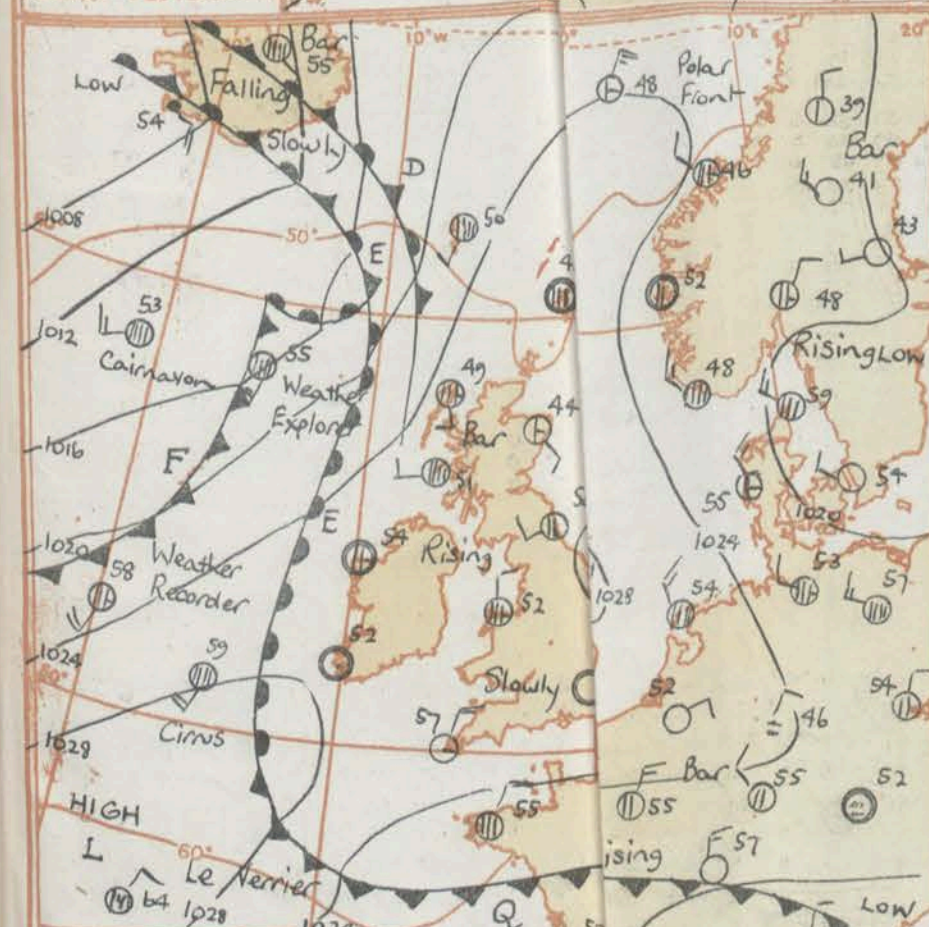 10°W
0°
10°E
20°
Bar
55
Low
Falling
54
Slowly
D
48
Polar
Front
39
Bar
41
46
1008
50°
50
E
43
52
48
1012
53
Cairnavon
55
Weather
Explorer
Rising
Low
49
48
59
Bar
44
1016
F
51
55
54
1020
1020
E
1024
54
Rising
Weather
Recorder
58
53
57
52
1028
54
1024
59
52
Slowly
52
54
46
57
Cirrus
1028
Bar
55
55
55
52
HIGH
L
60°
Le Verrier
ising
57
64
1028
Q
LOW